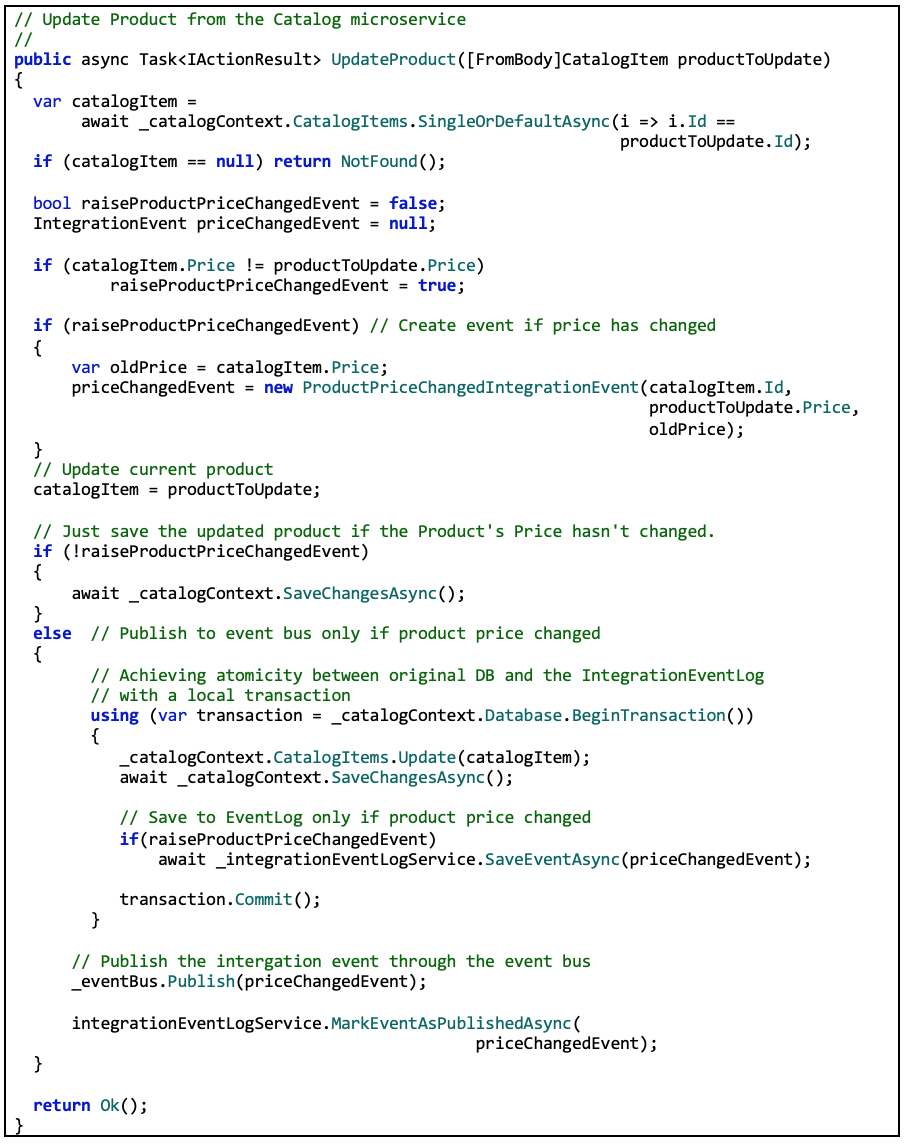 // Update Product from the Catalog microservice
//
public async Task<IActionResult> UpdateProduct([FromBody]CatalogItem productToUpdate)
{
  var catalogItem =
       await _catalogContext.CatalogItems.SingleOrDefaultAsync(i => i.Id ==
                                                               productToUpdate.Id);
  if (catalogItem == null) return NotFound();

  bool raiseProductPriceChangedEvent = false;
  IntegrationEvent priceChangedEvent = null;

  if (catalogItem.Price != productToUpdate.Price)
          raiseProductPriceChangedEvent = true;

  if (raiseProductPriceChangedEvent) // Create event if price has changed
  {
      var oldPrice = catalogItem.Price;
      priceChangedEvent = new ProductPriceChangedIntegrationEvent(catalogItem.Id,
                                                                  productToUpdate.Price,
                                                                  oldPrice);
  }
  // Update current product
  catalogItem = productToUpdate;

  // Just save the updated product if the Product's Price hasn't changed.
  if (!raiseProductPriceChangedEvent)
  {
      await _catalogContext.SaveChangesAsync();
  }
  else  // Publish to event bus only if product price changed
  {
        // Achieving atomicity between original DB and the IntegrationEventLog
        // with a local transaction
        using (var transaction = _catalogContext.Database.BeginTransaction())
        {
           _catalogContext.CatalogItems.Update(catalogItem);
           await _catalogContext.SaveChangesAsync();

           // Save to EventLog only if product price changed
           if(raiseProductPriceChangedEvent)
               await _integrationEventLogService.SaveEventAsync(priceChangedEvent);

           transaction.Commit();
        }

      // Publish the intergation event through the event bus
      _eventBus.Publish(priceChangedEvent);

      integrationEventLogService.MarkEventAsPublishedAsync(
                                                priceChangedEvent);
  }

  return Ok();
}